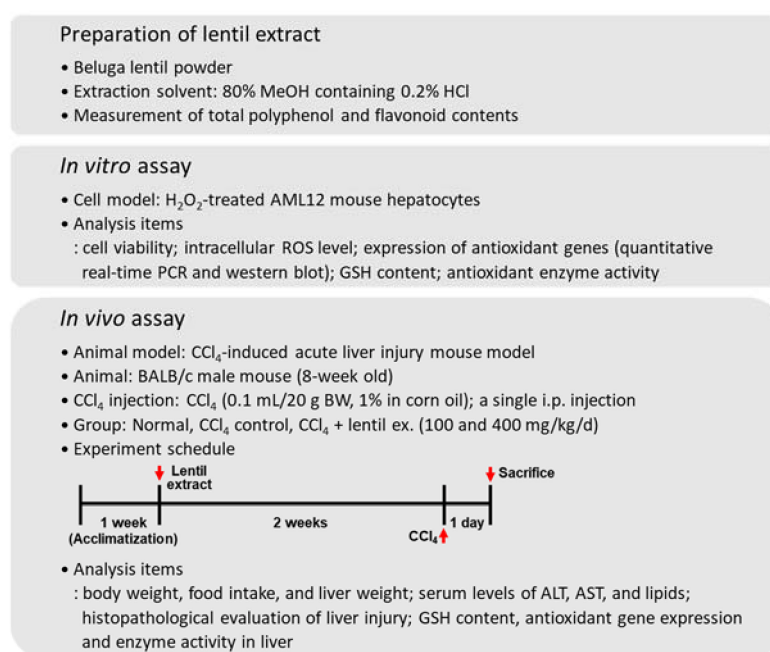 Preparation of lentil extract
• Beluga lentil powder
• Extraction solvent: 80% MeOH containing 0.2% HCl
• Measurement of total polyphenol and flavonoid contents
In vitro assay
• Cell model: H₂O₂-treated AML12 mouse hepatocytes
• Analysis items
: cell viability; intracellular ROS level; expression of antioxidant genes (quantitative
real-time PCR and western blot); GSH content; antioxidant enzyme activity
In vivo assay
• Animal model: CCl₄-induced acute liver injury mouse model
• Animal: BALB/c male mouse (8-week old)
• CCl₄ injection: CCl₄ (0.1 mL/20 g BW, 1% in corn oil); a single i.p. injection
• Group: Normal, CCl₄ control, CCl₄ + lentil ex. (100 and 400 mg/kg/d)
• Experiment schedule
Lentil
extract
Sacrifice
1 week
(Acclimatization)
2 weeks
1 day
CCl₄
• Analysis items
: body weight, food intake, and liver weight; serum levels of ALT, AST, and lipids;
histopathological evaluation of liver injury; GSH content, antioxidant gene expression
and enzyme activity in liver